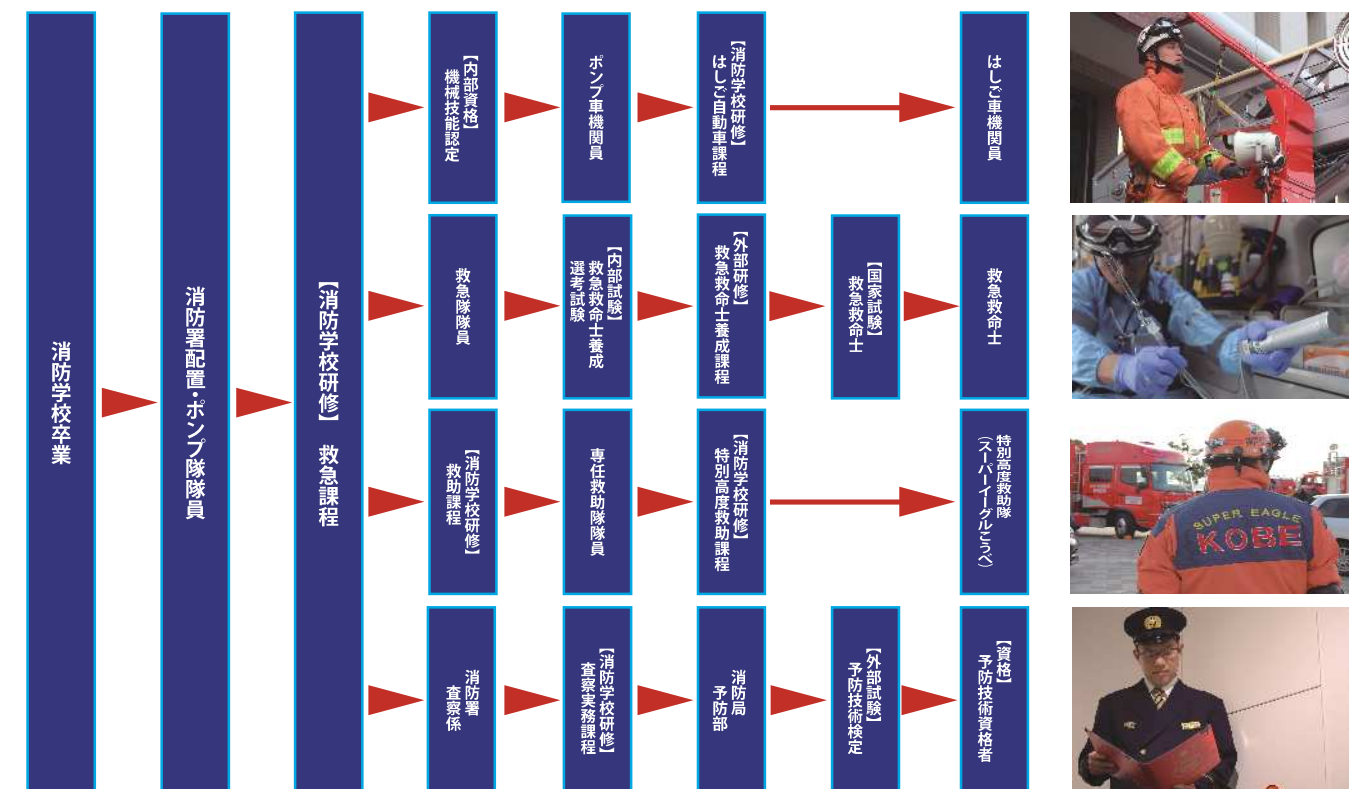 消防学校卒業
消防署配置・ポンプ隊隊員
【消防学校研修】 救急課程
【内部資格】
機械技能認定
ポンプ車機関員
【消防学校研修】
はしご自動車課程
はしご車機関員
救急隊隊員
【内部試験】
救急救命士養成
選考試験
【外部研修】
救急救命士養成課程
【国家試験】
救急救命士
救急救命士
【消防学校研修】
救助課程
専任救助隊隊員
【消防学校研修】
特別高度救助課程
特別高度救助隊
（スーパーイーグルこうべ）
SUPER EAGLE
KOBE
消防署
査察係
【消防学校研修】
査察実務課程
消防局
予防部
【外部試験】
予防技術検定
【資格】
予防技術資格者